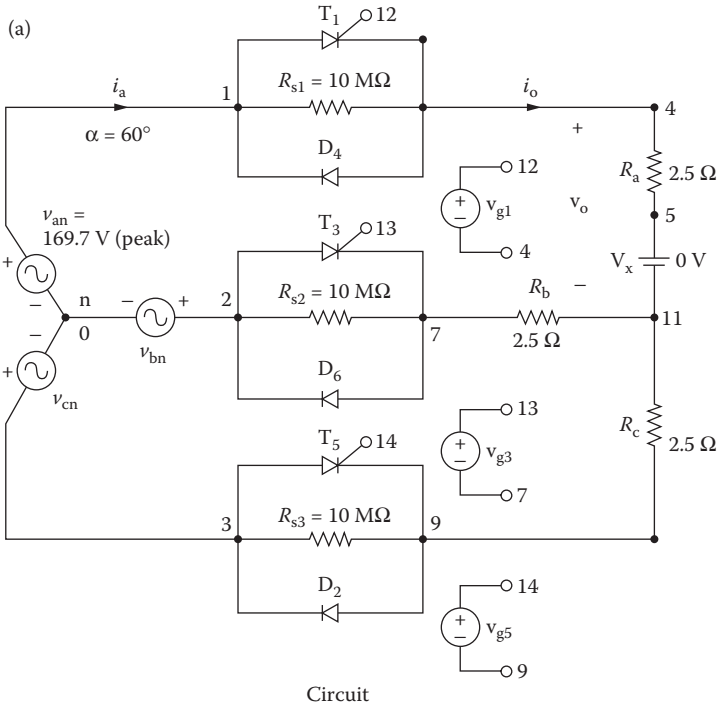 (a)
T1
12
Rs1 = 10 MΩ
1
ia
α = 60°
io
4
+
D4
Ra
2.5 Ω
12
+
−
vg1
4
vo
5
van =
169.7 V (peak)
T3
13
Vx
0 V
+
−
n
0
−
+
vbn
2
Rs2 = 10 MΩ
7
Rb
2.5 Ω
−
11
−
+
vcn
D6
13
+
−
vg3
7
Rc
2.5 Ω
T5
14
3
Rs3 = 10 MΩ
9
D2
14
+
−
vg5
9
Circuit